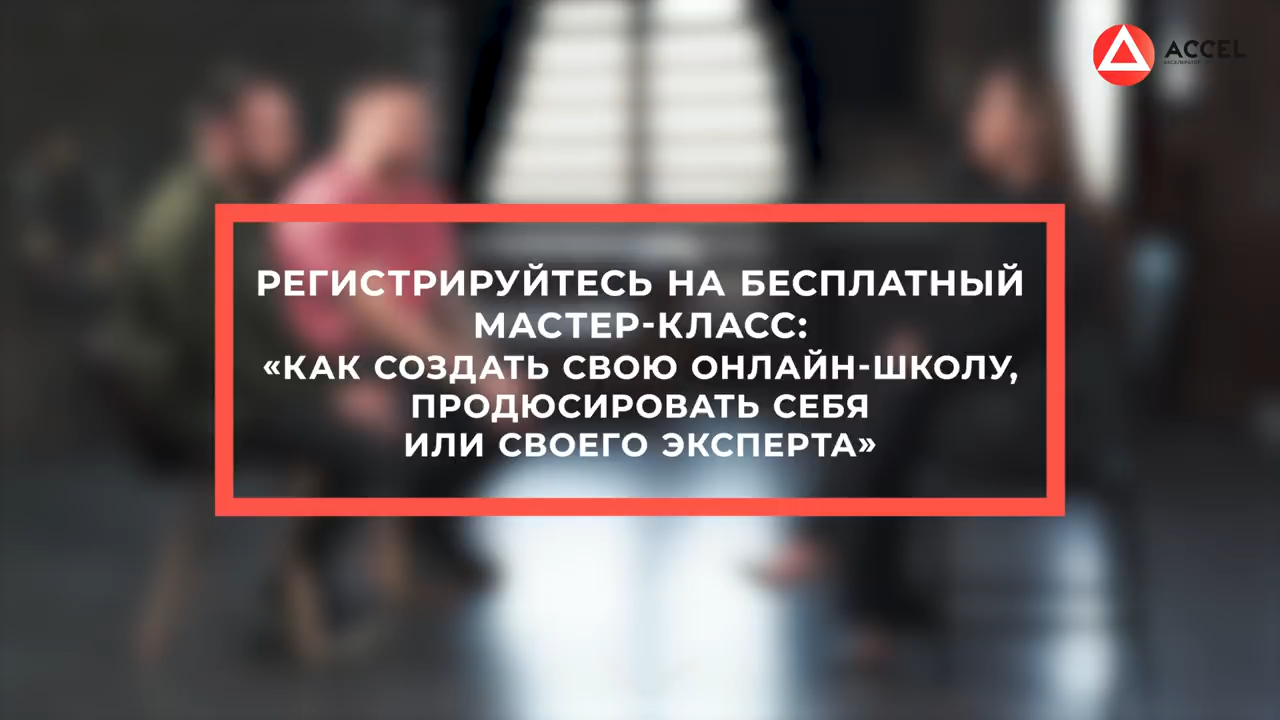 ACCEL
РЕГИСТРИРУЙТЕСЬ НА БЕСПЛАТНЫЙ
МАСТЕР-КЛАСС:
«КАК СОЗДАТЬ СВОЮ ОНЛАЙН-ШКОЛУ,
ПРОДЮСИРОВАТЬ СЕБЯ
ИЛИ СВОЕГО ЭКСПЕРТА»